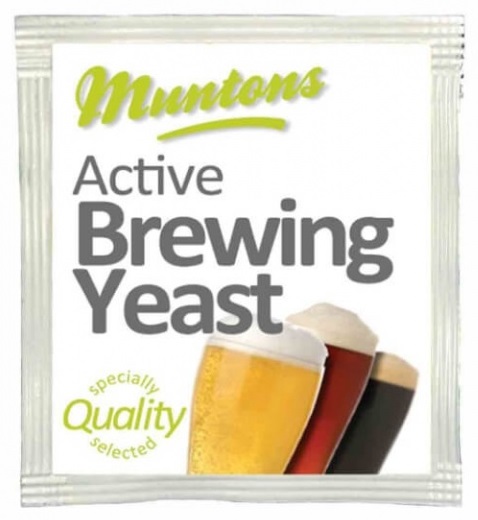 Muntons
Active
Brewing
Yeast
specially
Quality
selected